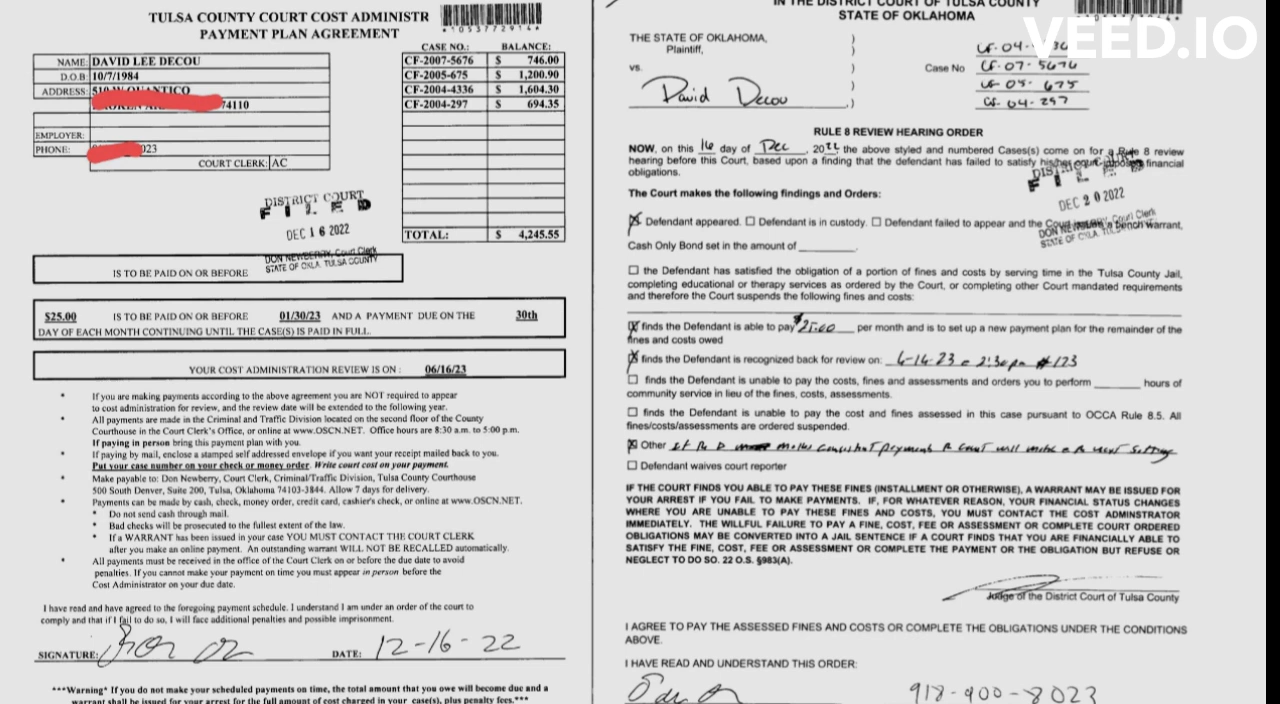 TULSA COUNTY COURT COST ADMINISTR
PAYMENT PLAN AGREEMENT
*1053772914*
NAME: DAVID LEE DECOU
D.O.B: 10/7/1984
ADDRESS:
74110
EMPLOYER:
PHONE: 023
COURT CLERK: AC
CASE NO.: BALANCE:
CF-2007-5676 $ 746.00
CF-2005-675 $ 1,200.90
CF-2004-4336 $ 1,604.30
CF-2004-297 $ 694.35
TOTAL: $ 4,245.55
DISTRICT COURT
FILED
DEC 16 2022
DON NEWBERRY, Court Clerk
STATE OF OKLA. TULSA COUNTY
IS TO BE PAID ON OR BEFORE
$25.00 IS TO BE PAID ON OR BEFORE 01/30/23 AND A PAYMENT DUE ON THE 30th
DAY OF EACH MONTH CONTINUING UNTIL THE CASE(S) IS PAID IN FULL.
YOUR COST ADMINISTRATION REVIEW IS ON : 06/16/23
* If you are making payments according to the above agreement you are NOT required to appear
to cost administration for review, and the review date will be extended to the following year.
* All payments are made in the Criminal and Traffic Division located on the second floor of the County
Courthouse in the Court Clerk's Office, or online at www.OSCN.NET. Office hours are 8:30 a.m. to 5:00 p.m.
If paying in person bring this payment plan with you.
* If paying by mail, enclose a stamped self addressed envelope if you want your receipt mailed back to you.
Put your case number on your check or money order. Write court cost on your payment.
* Make payable to: Don Newberry, Court Clerk, Criminal/Traffic Division, Tulsa County Courthouse
500 South Denver, Suite 200, Tulsa, Oklahoma 74103-3844. Allow 7 days for delivery.
* Payments can be made by cash, check, money order, credit card, cashier's check, or online at www.OSCN.NET.
* Do not send cash through mail.
* Bad checks will be prosecuted to the fullest extent of the law.
* If a WARRANT has been issued in your case YOU MUST CONTACT THE COURT CLERK
after you make an online payment. An outstanding warrant WILL NOT BE RECALLED automatically.
* All payments must be received in the office of the Court Clerk on or before the due date to avoid
penalties. If you cannot make your payment on time you must appear in person before the
Cost Administrator on your due date.
I have read and have agreed to the foregoing payment schedule. I understand I am under an order of the court to
comply and that if I fail to do so, I will face additional penalties and possible imprisonment.
SIGNATURE: DATE: 12-16-22
***Warning* If you do not make your scheduled payments on time, the total amount that you owe will become due and a
warrant shall be issued for your arrest for the full amount of cost charged in your case(s), plus penalty fees.***
IN THE DISTRICT COURT OF TULSA COUNTY
STATE OF OKLAHOMA
VEED.IO
THE STATE OF OKLAHOMA, )
Plaintiff, )
vs. )
David Decou ,)
CF-04-
Case No CF-07-5676
CF-05-675
CF-04-297
RULE 8 REVIEW HEARING ORDER
NOW, on this 16 day of Dec, 2022, the above styled and numbered Cases(s) come on for a Rule 8 review
hearing before this Court, based upon a finding that the defendant has failed to satisfy his/her court imposed financial
obligations.
DISTRICT COURT
FILED
DEC 20 2022
DON NEWBERRY, Court Clerk
STATE OF OKLA. TULSA COUNTY
The Court makes the following findings and Orders:
☒ Defendant appeared. ☐ Defendant is in custody. ☐ Defendant failed to appear and the Court issues a bench warrant,
Cash Only Bond set in the amount of ________.
☐ the Defendant has satisfied the obligation of a portion of fines and costs by serving time in the Tulsa County Jail,
completing educational or therapy services as ordered by the Court, or completing other Court mandated requirements
and therefore the Court suspends the following fines and costs:
☒ finds the Defendant is able to pay $25.00 per month and is to set up a new payment plan for the remainder of the
fines and costs owed
☒ finds the Defendant is recognized back for review on: 6-16-23 @ 2:30pm #173
☐ finds the Defendant is unable to pay the costs, fines and assessments and orders you to perform ______ hours of
community service in lieu of the fines, costs, assessments.
☐ finds the Defendant is unable to pay the cost and fines assessed in this case pursuant to OCCA Rule 8.5. All
fines/costs/assessments are ordered suspended.
☒ Other If the D makes consistent payments
☐ Defendant waives court reporter
IF THE COURT FINDS YOU ABLE TO PAY THESE FINES (INSTALLMENT OR OTHERWISE), A WARRANT MAY BE ISSUED FOR
YOUR ARREST IF YOU FAIL TO MAKE PAYMENTS. IF, FOR WHATEVER REASON, YOUR FINANCIAL STATUS CHANGES
WHERE YOU ARE UNABLE TO PAY THESE FINES AND COSTS, YOU MUST CONTACT THE COST ADMINSTRATOR
IMMEDIATELY. THE WILLFUL FAILURE TO PAY A FINE, COST, FEE OR ASSESSMENT OR COMPLETE COURT ORDERED
OBLIGATIONS MAY BE CONVERTED INTO A JAIL SENTENCE IF A COURT FINDS THAT YOU ARE FINANCIALLY ABLE TO
SATISFY THE FINE, COST, FEE OR ASSESSMENT OR COMPLETE THE PAYMENT OR THE OBLIGATION BUT REFUSE OR
NEGLECT TO DO SO. 22 O.S. §983(A).
Judge of the District Court of Tulsa County
I AGREE TO PAY THE ASSESSED FINES AND COSTS OR COMPLETE THE OBLIGATIONS UNDER THE CONDITIONS
ABOVE.
I HAVE READ AND UNDERSTAND THIS ORDER:
918-900-8023